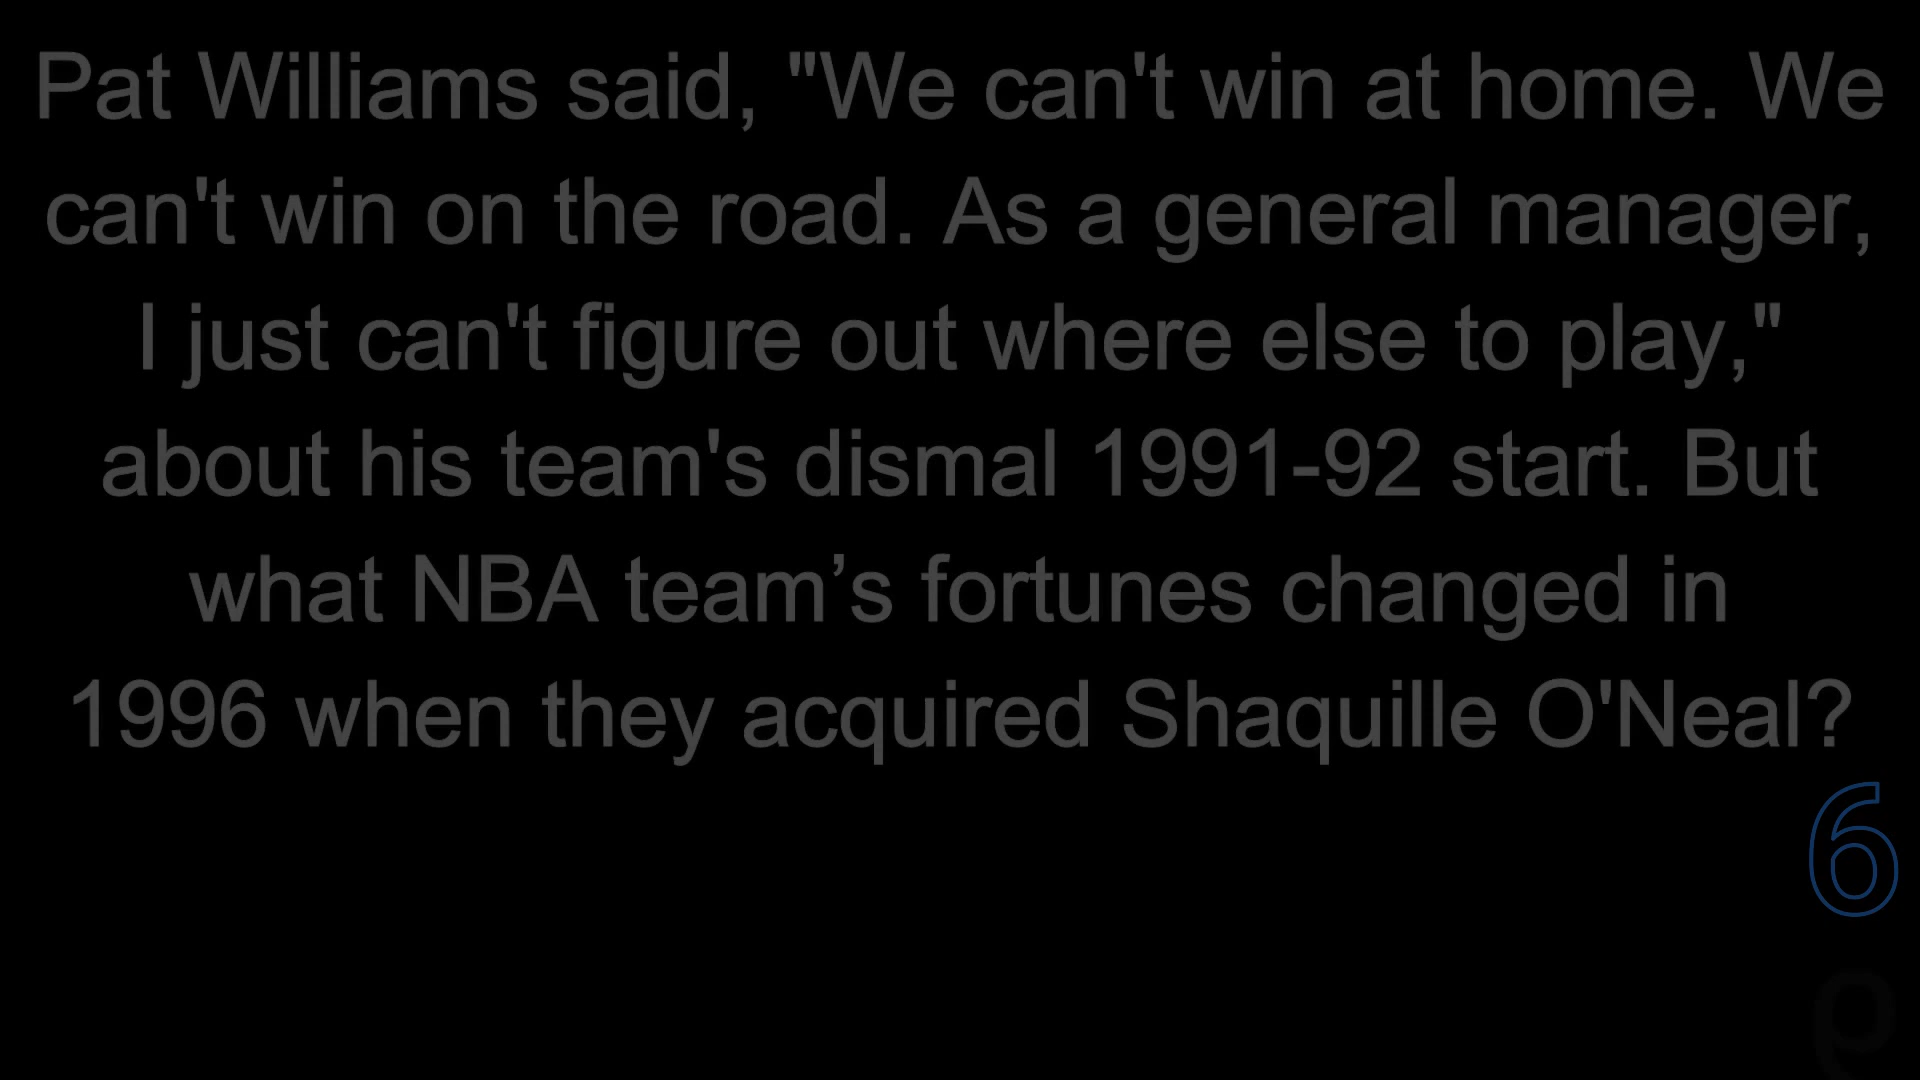 Pat Williams said, "We can't win at home. We
can't win on the road. As a general manager,
I just can't figure out where else to play,"
about his team's dismal 1991-92 start. But
what NBA team’s fortunes changed in
1996 when they acquired Shaquille O'Neal?
6